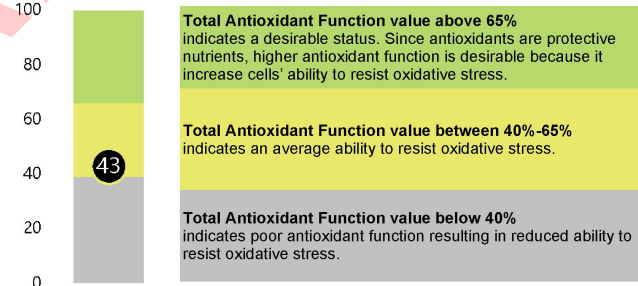 100
80
60
40
20
0
43
Total Antioxidant Function value above 65%
indicates a desirable status. Since antioxidants are protective
nutrients, higher antioxidant function is desirable because it
increase cells' ability to resist oxidative stress.
Total Antioxidant Function value between 40%-65%
indicates an average ability to resist oxidative stress.
Total Antioxidant Function value below 40%
indicates poor antioxidant function resulting in reduced ability to
resist oxidative stress.